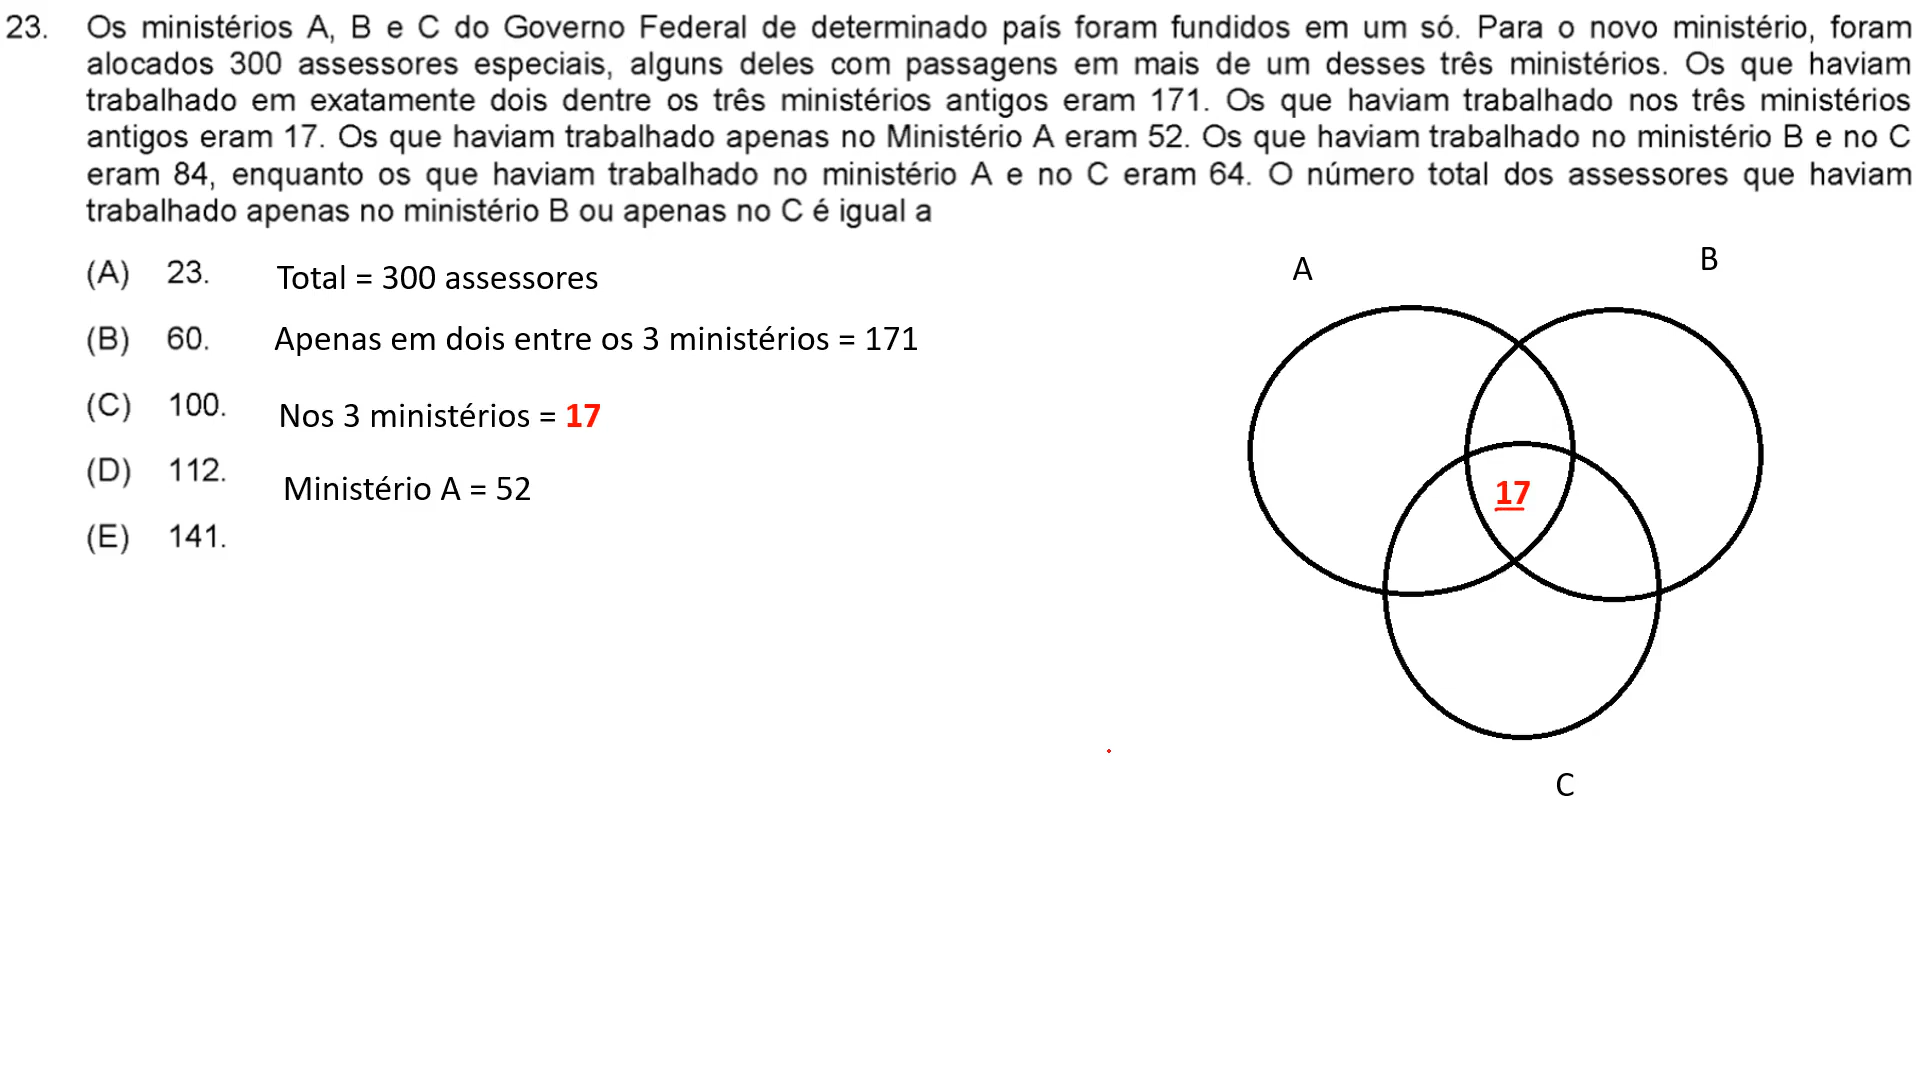 23. Os ministérios A, B e C do Governo Federal de determinado país foram fundidos em um só. Para o novo ministério, foram
alocados 300 assessores especiais, alguns deles com passagens em mais de um desses três ministérios. Os que haviam
trabalhado em exatamente dois dentre os três ministérios antigos eram 171. Os que haviam trabalhado nos três ministérios
antigos eram 17. Os que haviam trabalhado apenas no Ministério A eram 52. Os que haviam trabalhado no ministério B e no C
eram 84, enquanto os que haviam trabalhado no ministério A e no C eram 64. O número total dos assessores que haviam
trabalhado apenas no ministério B ou apenas no C é igual a
(A) 23.
Total = 300 assessores
(B) 60.
Apenas em dois entre os 3 ministérios = 171
(C) 100.
Nos 3 ministérios = 17
(D) 112.
Ministério A = 52
(E) 141.
A
B
17
C